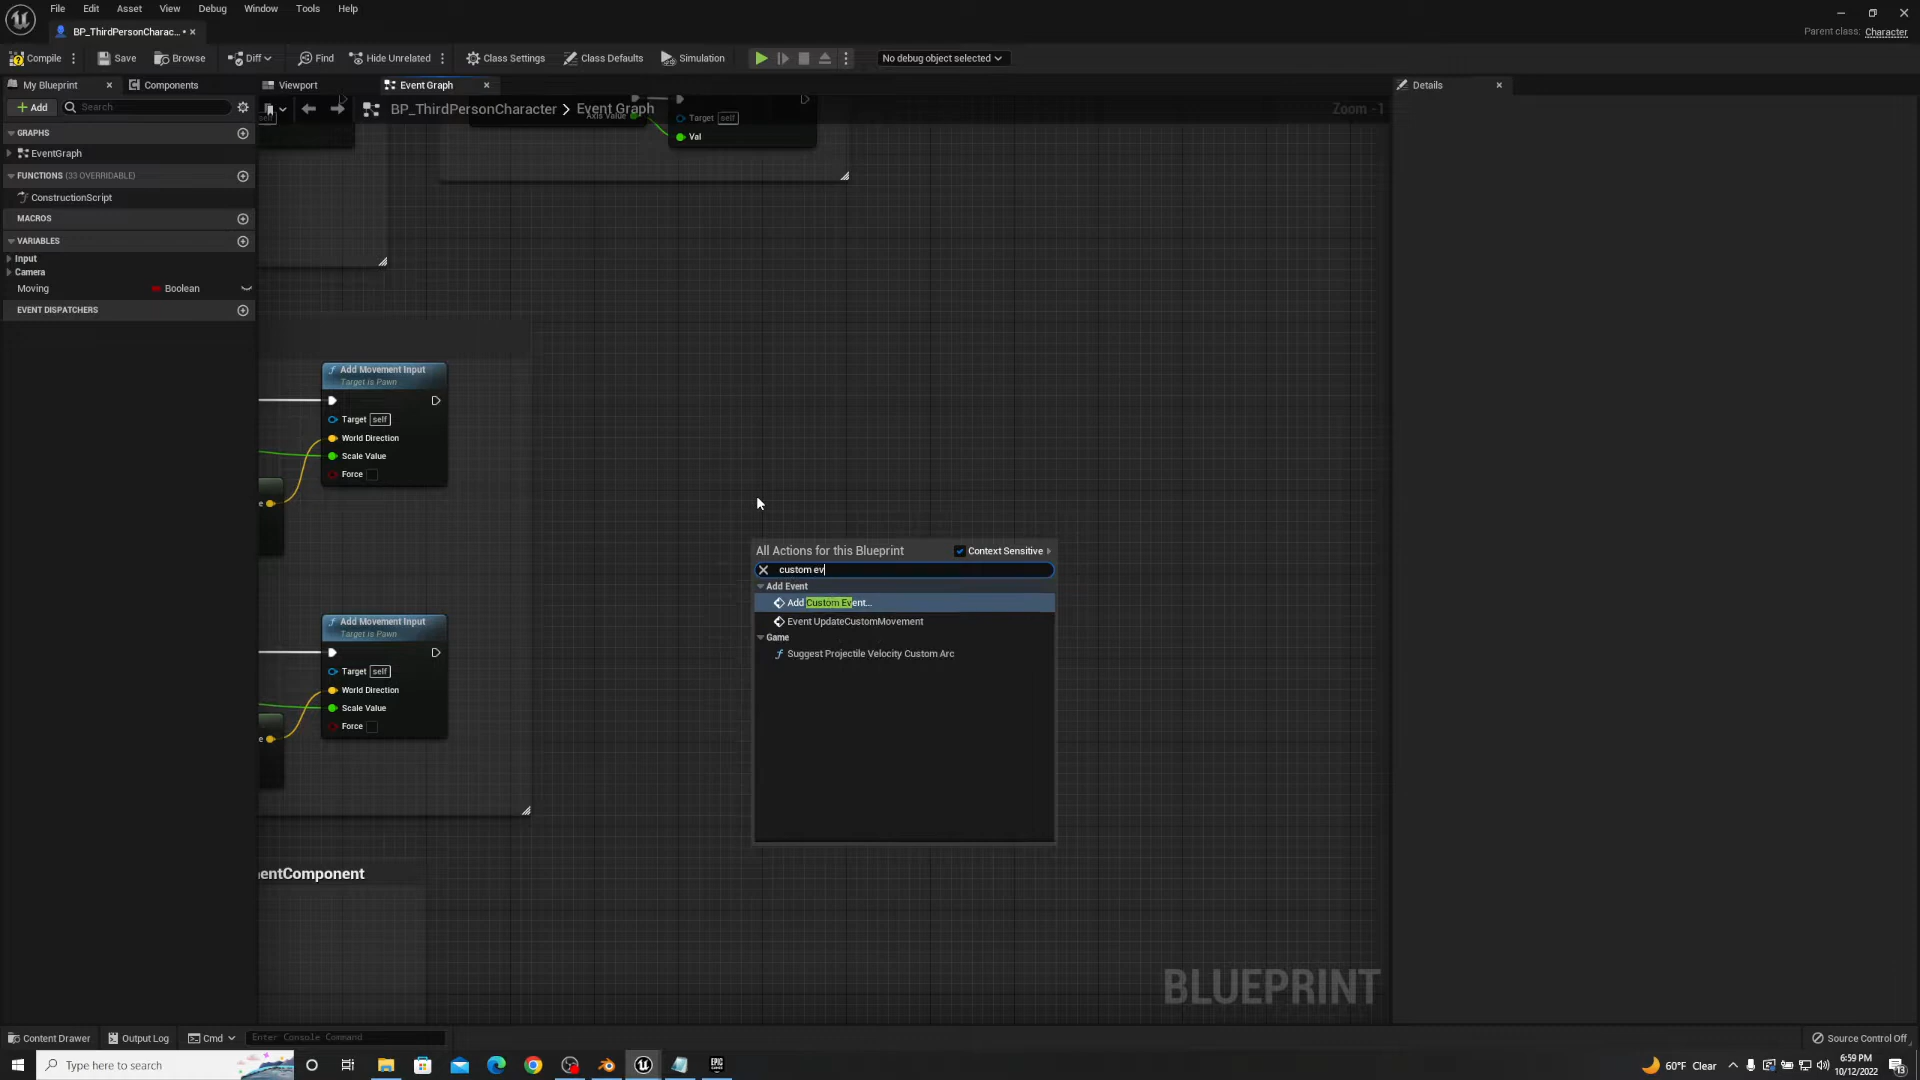 File Edit Asset View Debug Window Tools Help
BP_ThirdPersonCharac... •
Parent class: Character
Compile Save Browse Diff Find Hide Unrelated Class Settings Class Defaults Simulation No debug object selected
My Blueprint Components Viewport Event Graph Details
Add Search
BP_ThirdPersonCharacter > Event Graph
Zoom -1
self
Axis Value
Target self
Val
GRAPHS
EventGraph
FUNCTIONS (33 OVERRIDABLE)
ConstructionScript
MACROS
VARIABLES
Input
Camera
Moving Boolean
EVENT DISPATCHERS
Add Movement Input
Target is Pawn
Target self
World Direction
Scale Value
Force
e
All Actions for this Blueprint Context Sensitive
custom ev
Add Event
Add Custom Event...
Event UpdateCustomMovement
Game
Suggest Projectile Velocity Custom Arc
Add Movement Input
Target is Pawn
Target self
World Direction
Scale Value
Force
e
entComponent
BLUEPRINT
Content Drawer Output Log Cmd Enter Console Command Source Control Off
Type here to search
60°F Clear
6:59 PM
10/12/2022